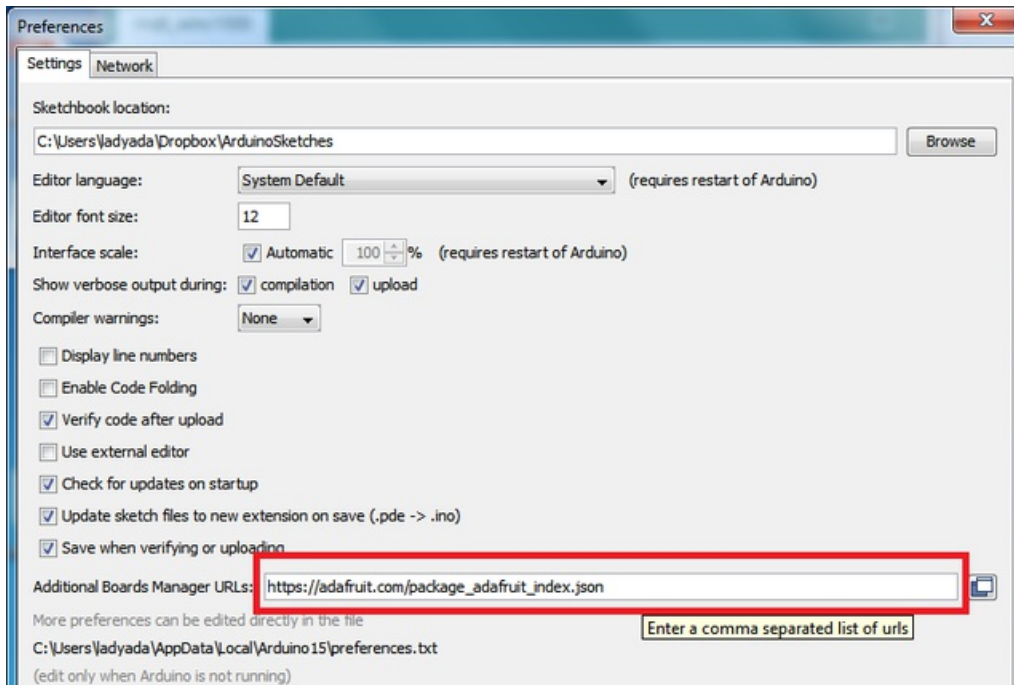 Preferences
Settings Network
Sketchbook location:
C:\Users\ladyada\Dropbox\ArduinoSketches Browse
Editor language: System Default (requires restart of Arduino)
Editor font size: 12
Interface scale: Automatic 100 % (requires restart of Arduino)
Show verbose output during: compilation upload
Compiler warnings: None
Display line numbers
Enable Code Folding
Verify code after upload
Use external editor
Check for updates on startup
Update sketch files to new extension on save (.pde -> .ino)
Save when verifying or uploading
Additional Boards Manager URLs: https://adafruit.com/package_adafruit_index.json
More preferences can be edited directly in the file
Enter a comma separated list of urls
C:\Users\ladyada\AppData\Local\Arduino15\preferences.txt
(edit only when Arduino is not running)